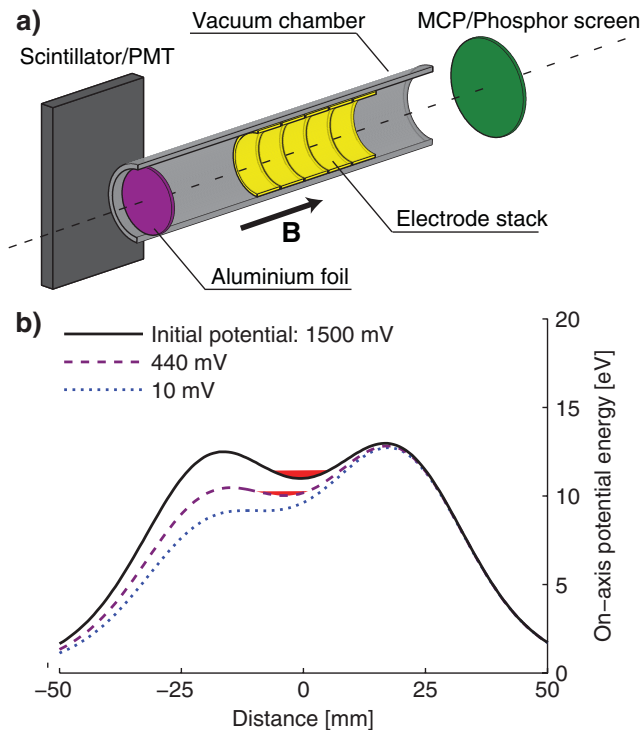 a)
Vacuum chamber
MCP/Phosphor screen
Scintillator/PMT
B
Electrode stack
Aluminium foil
b)
Initial potential: 1500 mV
440 mV
10 mV
20
15
10
5
0
On−axis potential energy [eV]
−50
−25
0
25
50
Distance [mm]